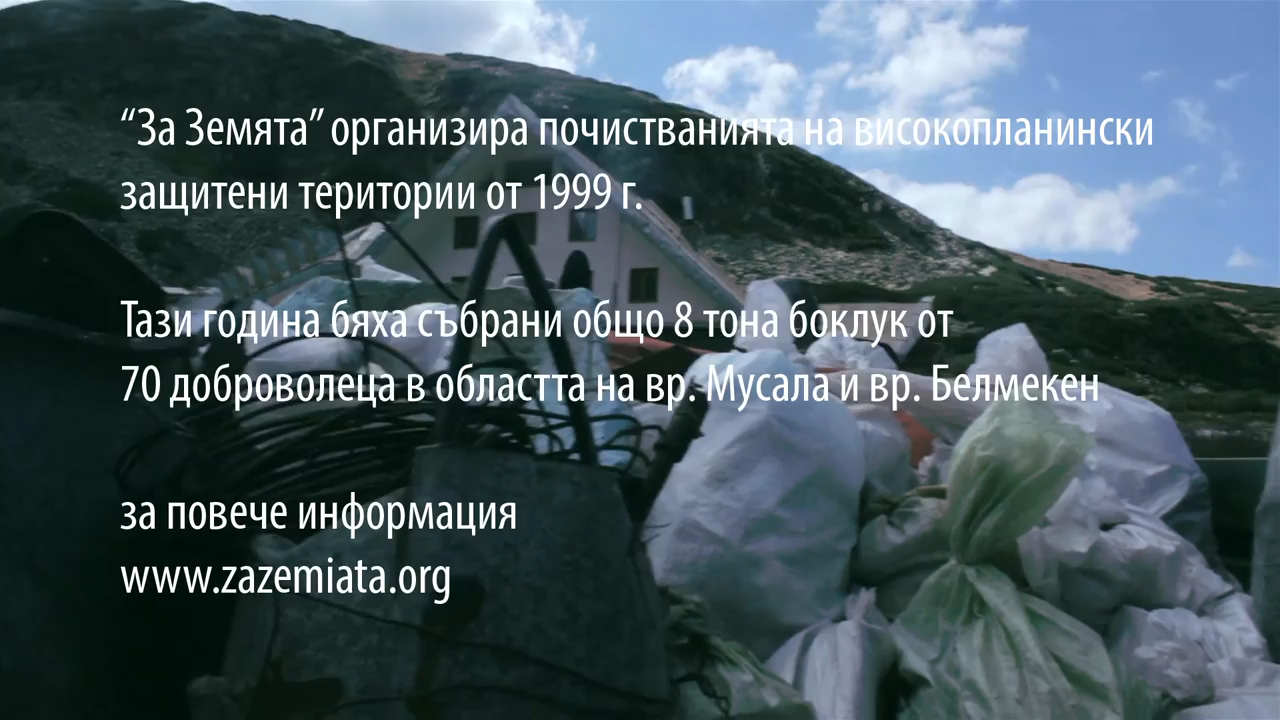 “За Земята” организира почистванията на високопланински
защитени територии от 1999 г.
Тази година бяха събрани общо 8 тона боклук от
70 доброволеца в областта на вр. Мусала и вр. Белмекен
за повече информация
www.zazemiata.org